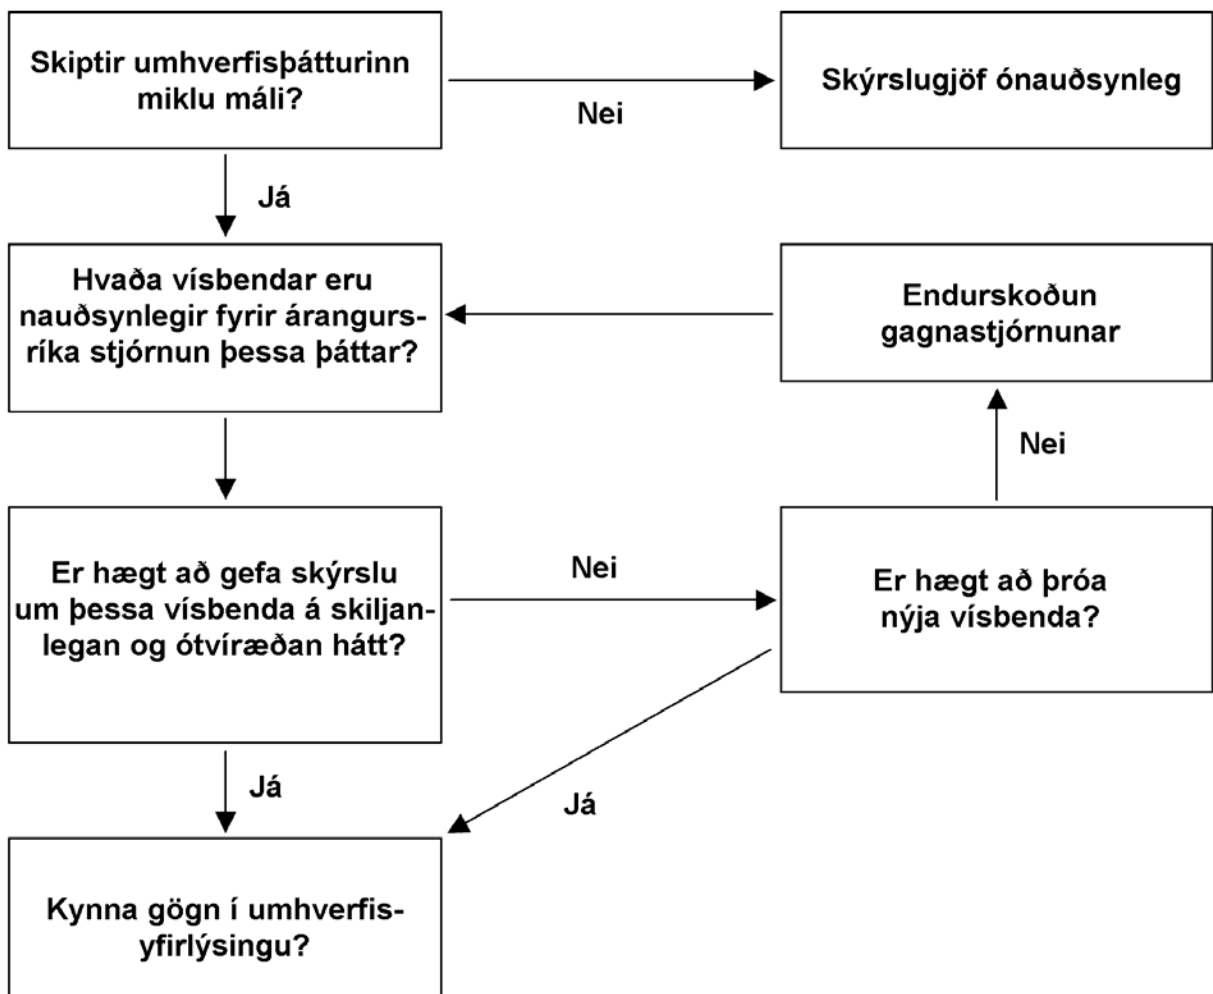 Skiptir umhverfisþátturinn
miklu máli?
Nei
Skýrslugjöf ónauðsynleg
Já
Hvaða vísbendar eru
nauðsynlegir fyrir árangurs-
ríka stjórnun þessa þáttar?
Endurskoðun
gagnastjórnunar
Nei
Er hægt að gefa skýrslu
um þessa vísbenda á skiljan-
legan og ótvíræðan hátt?
Nei
Er hægt að þróa
nýja vísbenda?
Já
Já
Kynna gögn í umhverfis-
yfirlýsingu?